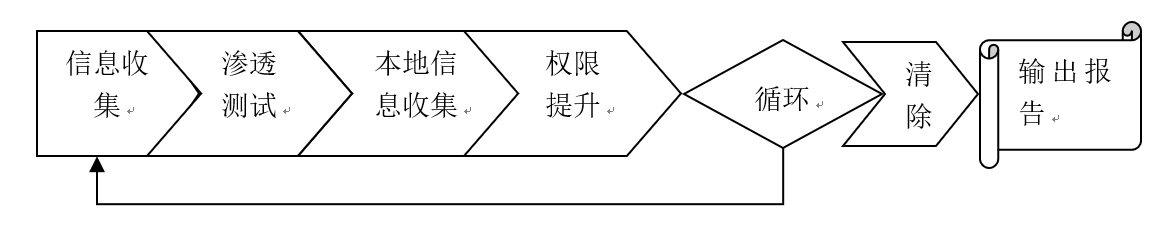 信息收
集
渗透
测试
本地信
息收集
权限
提升
循环
清
除
输出报
告